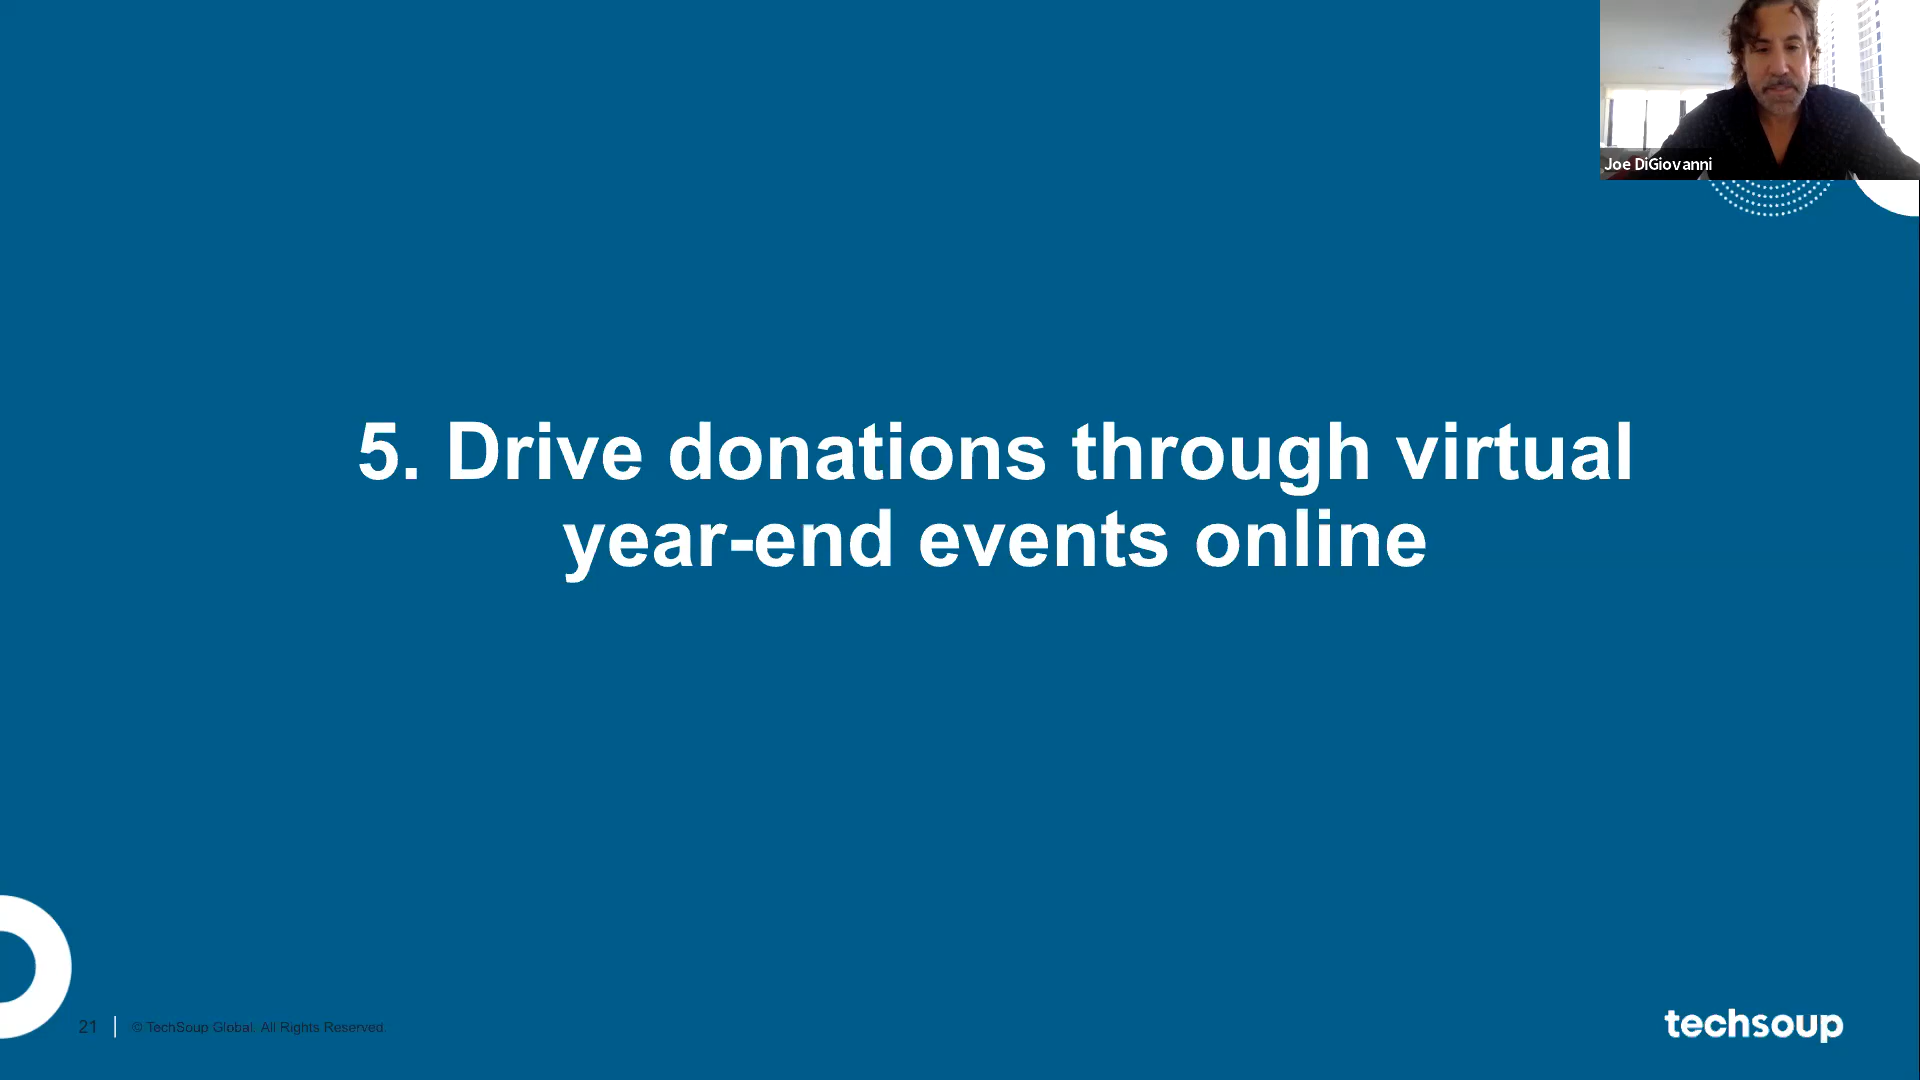 Joe DiGiovanni
5. Drive donations through virtual
year-end events online
21
© TechSoup Global. All Rights Reserved.
techsoup